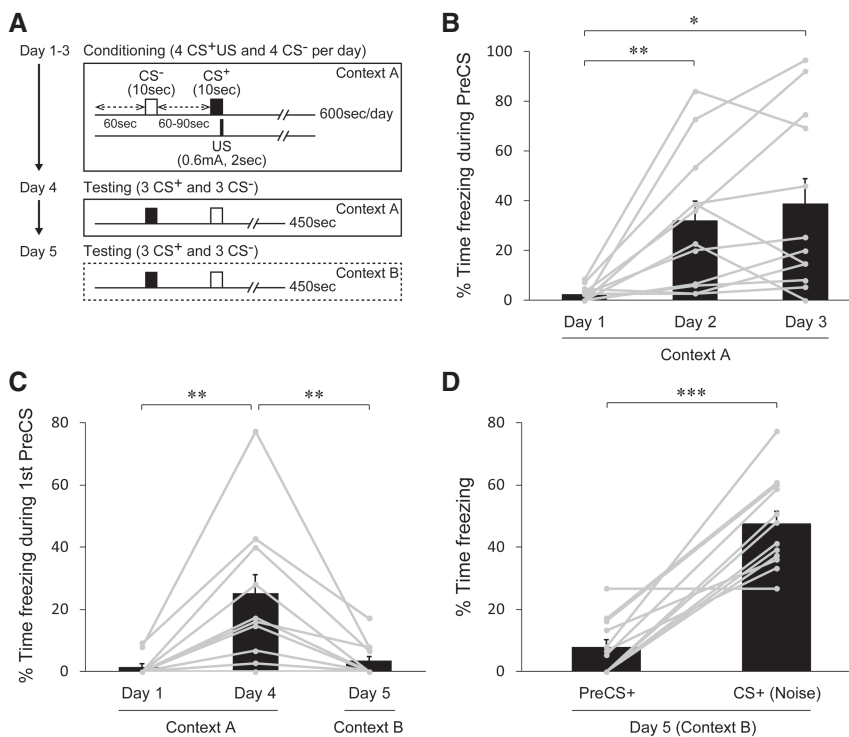 A
Day 1-3 Conditioning (4 CS+US and 4 CS- per day)
Context A
CS- CS+
(10sec) (10sec)
600sec/day
60sec 60-90sec
US
(0.6mA, 2sec)
Day 4 Testing (3 CS+ and 3 CS-)
Context A
450sec
Day 5 Testing (3 CS+ and 3 CS-)
Context B
450sec
B
% Time freezing during PreCS
*
**
100
80
60
40
20
0
Day 1 Day 2 Day 3
Context A
C
% Time freezing during 1st PreCS
** **
80
60
40
20
0
Day 1 Day 4 Day 5
Context A Context B
D
% Time freezing
***
80
60
40
20
0
PreCS+ CS+ (Noise)
Day 5 (Context B)